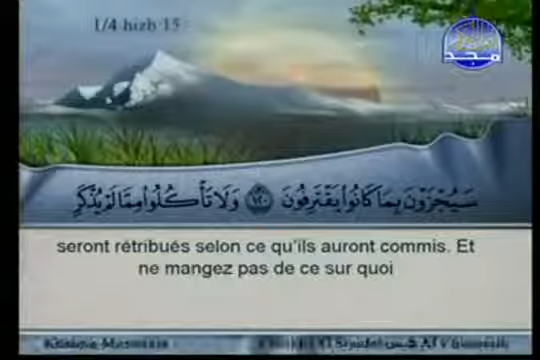 1/4 hizb 15
مجد
سَيُجْزَوْنَ بِمَا كَانُوا۟ يَقْتَرِفُونَ ١٢٠ وَلَا تَأْكُلُوا۟ مِمَّا لَمْ يُذْكَرِ
seront rétribués selon ce qu'ils auront commis. Et
ne mangez pas de ce sur quoi